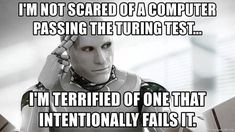 I'M NOT SCARED OF A COMPUTER
PASSING THE TURING TEST...
I'M TERRIFIED OF ONE THAT
INTENTIONALLY FAILS IT.